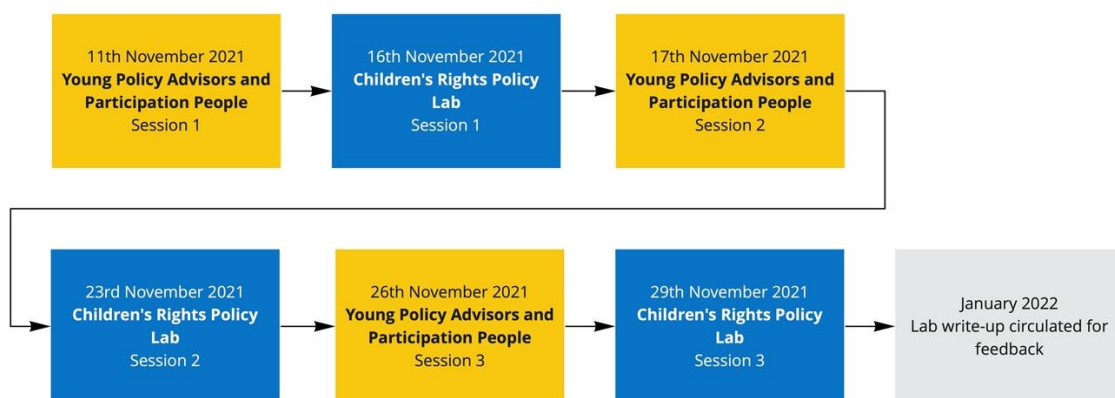 11th November 2021
Young Policy Advisors and
Participation People
Session 1
16th November 2021
Children's Rights Policy
Lab
Session 1
17th November 2021
Young Policy Advisors and
Participation People
Session 2
23rd November 2021
Children's Rights Policy
Lab
Session 2
26th November 2021
Young Policy Advisors and
Participation People
Session 3
29th November 2021
Children's Rights Policy
Lab
Session 3
January 2022
Lab write-up circulated for
feedback